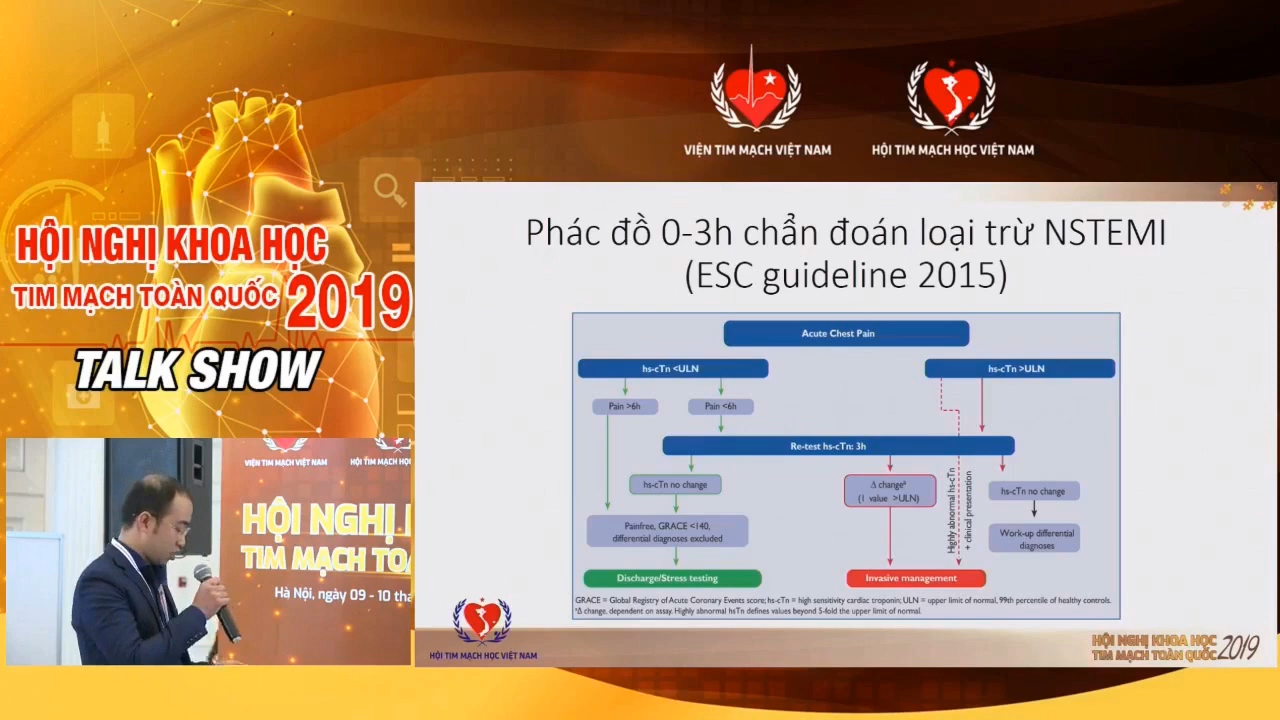 VIỆN TIM MẠCH VIỆT NAM
HỘI TIM MẠCH HỌC VIỆT NAM
HỘI NGHỊ KHOA HỌC
TIM MẠCH TOÀN QUỐC 2019
TALK SHOW
Phác đồ 0-3h chẩn đoán loại trừ NSTEMI
(ESC guideline 2015)
Acute Chest Pain
hs-cTn <ULN
hs-cTn >ULN
Pain >6h
Pain <6h
Re-test hs-cTn: 3h
hs-cTn no change
Δ changeª
(1 value >ULN)
Highly abnormal hs-cTn
+ clinical presentation
hs-cTn no change
Painfree, GRACE <140,
differential diagnoses excluded
Work-up differential
diagnoses
Discharge/Stress testing
Invasive management
GRACE = Global Registry of Acute Coronary Events score; hs-cTn = high sensitivity cardiac troponin; ULN = upper limit of normal, 99th percentile of healthy controls.
ªΔ change, dependent on assay. Highly abnormal hsTn defines values beyond 5-fold the upper limit of normal.
HỘI TIM MẠCH HỌC VIỆT NAM
HỘI NGHỊ KHOA HỌC
TIM MẠCH TOÀN QUỐC 2019
VIỆN TIM MẠCH VIỆT NAM
HỘI TIM MẠCH HỌ
HỘI NGHỊ
TIM MẠCH TO
Hà Nội, ngày 09 - 10 th